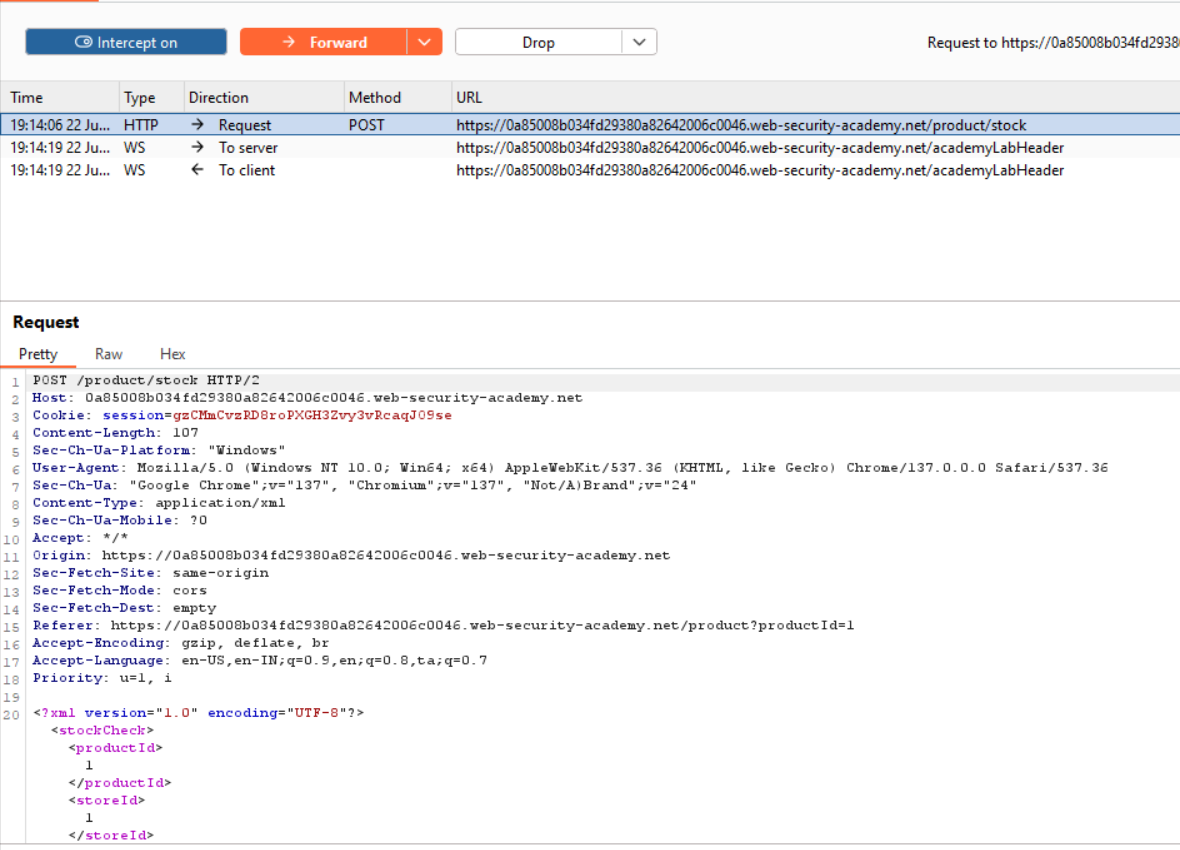 Intercept on Forward Drop Request to https://0a85008b034fd29380
Time Type Direction Method URL
19:14:06 22 Ju... HTTP → Request POST https://0a85008b034fd29380a82642006c0046.web-security-academy.net/product/stock
19:14:19 22 Ju... WS → To server https://0a85008b034fd29380a82642006c0046.web-security-academy.net/academyLabHeader
19:14:19 22 Ju... WS ← To client https://0a85008b034fd29380a82642006c0046.web-security-academy.net/academyLabHeader
Request
Pretty Raw Hex
1 POST /product/stock HTTP/2
2 Host: 0a85008b034fd29380a82642006c0046.web-security-academy.net
3 Cookie: session=gzCMmCvzRD8roPXGH3Zvy3vRcaqJ09se
4 Content-Length: 107
5 Sec-Ch-Ua-Platform: "Windows"
6 User-Agent: Mozilla/5.0 (Windows NT 10.0; Win64; x64) AppleWebKit/537.36 (KHTML, like Gecko) Chrome/137.0.0.0 Safari/537.36
7 Sec-Ch-Ua: "Google Chrome";v="137", "Chromium";v="137", "Not/A)Brand";v="24"
8 Content-Type: application/xml
9 Sec-Ch-Ua-Mobile: ?0
10 Accept: */*
11 Origin: https://0a85008b034fd29380a82642006c0046.web-security-academy.net
12 Sec-Fetch-Site: same-origin
13 Sec-Fetch-Mode: cors
14 Sec-Fetch-Dest: empty
15 Referer: https://0a85008b034fd29380a82642006c0046.web-security-academy.net/product?productId=1
16 Accept-Encoding: gzip, deflate, br
17 Accept-Language: en-US,en-IN;q=0.9,en;q=0.8,ta;q=0.7
18 Priority: u=1, i
19
20 <?xml version="1.0" encoding="UTF-8"?>
<stockCheck>
<productId>
1
</productId>
<storeId>
1
</storeId>